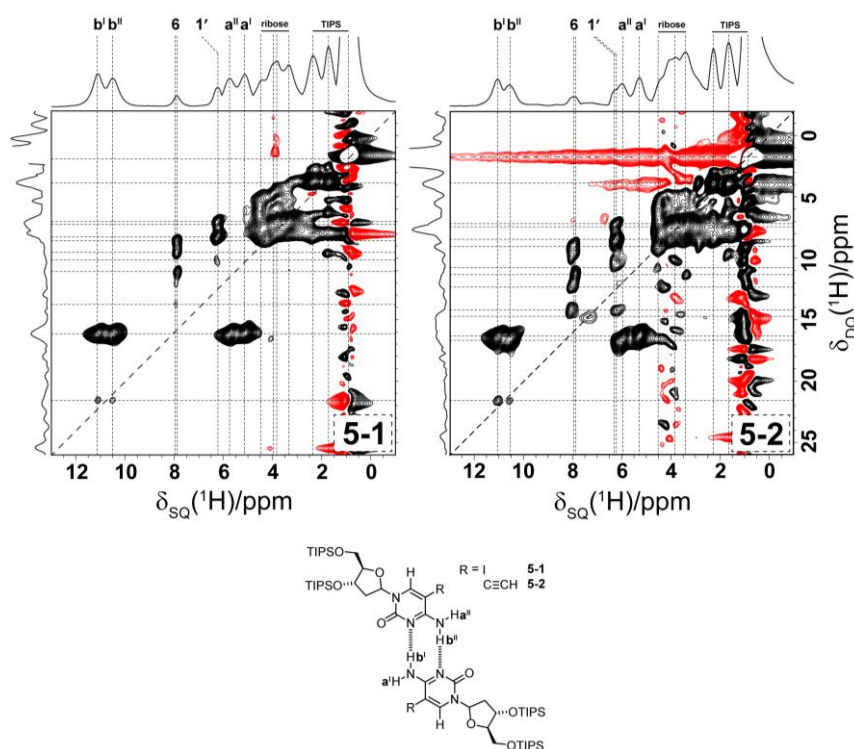 bᴵ bᴵᴵ 6 1′ aᴵᴵ aᴵ ribose TIPS
bᴵ bᴵᴵ 6 1′ aᴵᴵ aᴵ ribose TIPS
0
5
10
15
20
25
δDQ(¹H)/ppm
5-1
5-2
12 10 8 6 4 2 0
12 10 8 6 4 2 0
δSQ(¹H)/ppm
δSQ(¹H)/ppm
TIPSO
TIPSO
O
H
R
R = I 5-1
C≡CH 5-2
N
O
N
N
Haᴵᴵ
Hbᴵᴵ
Hbᴵ
aᴵH
N
N
O
R
N
H
O
OTIPS
OTIPS